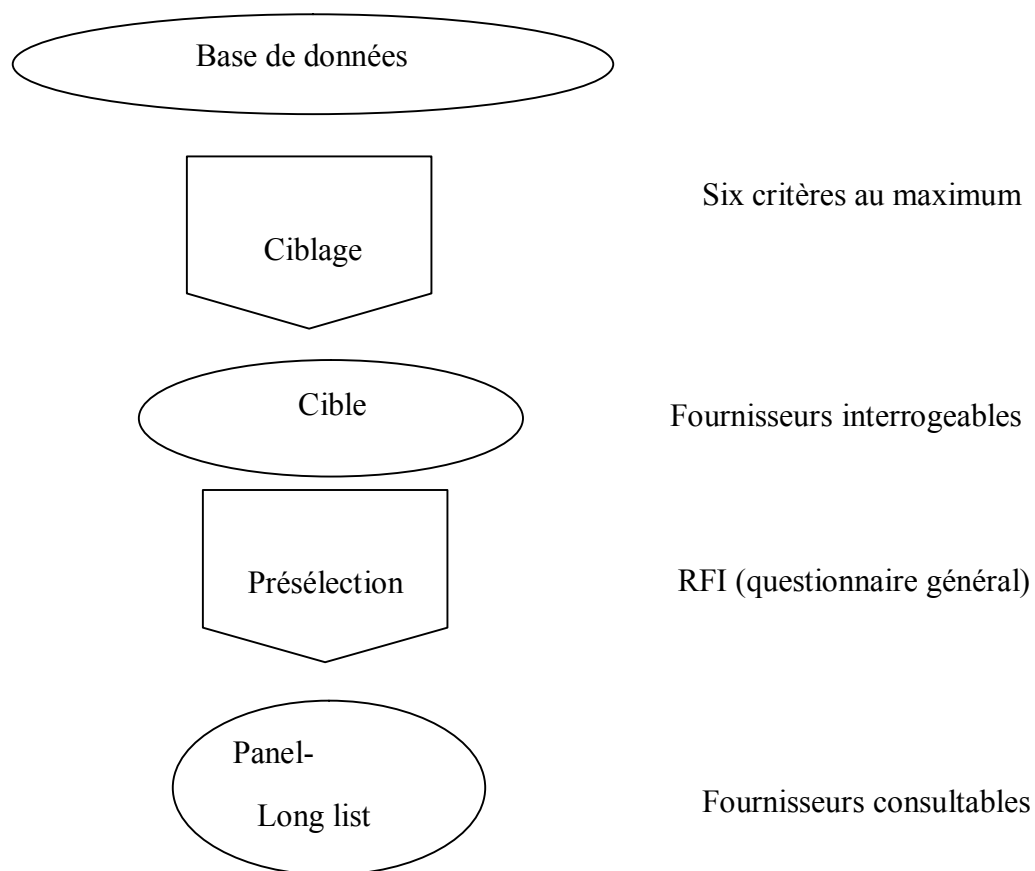 Base de données
Six critères au maximum
Ciblage
Cible
Fournisseurs interrogeables
Présélection
RFI (questionnaire général)
Panel-
Long list
Fournisseurs consultables